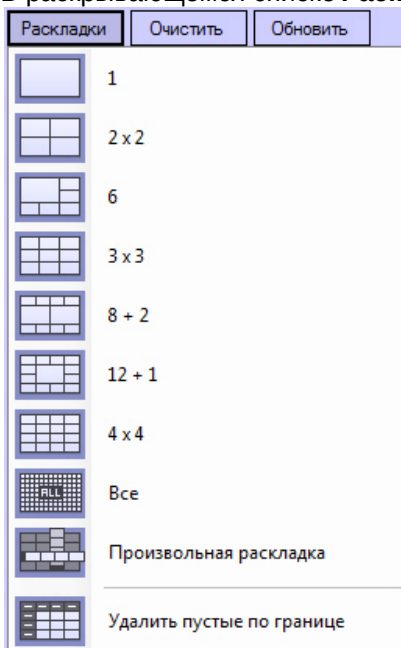 Раскладки Очистить Обновить
1
2 x 2
6
3 x 3
8 + 2
12 + 1
4 x 4
ALL Все
Произвольная раскладка
Удалить пустые по границе